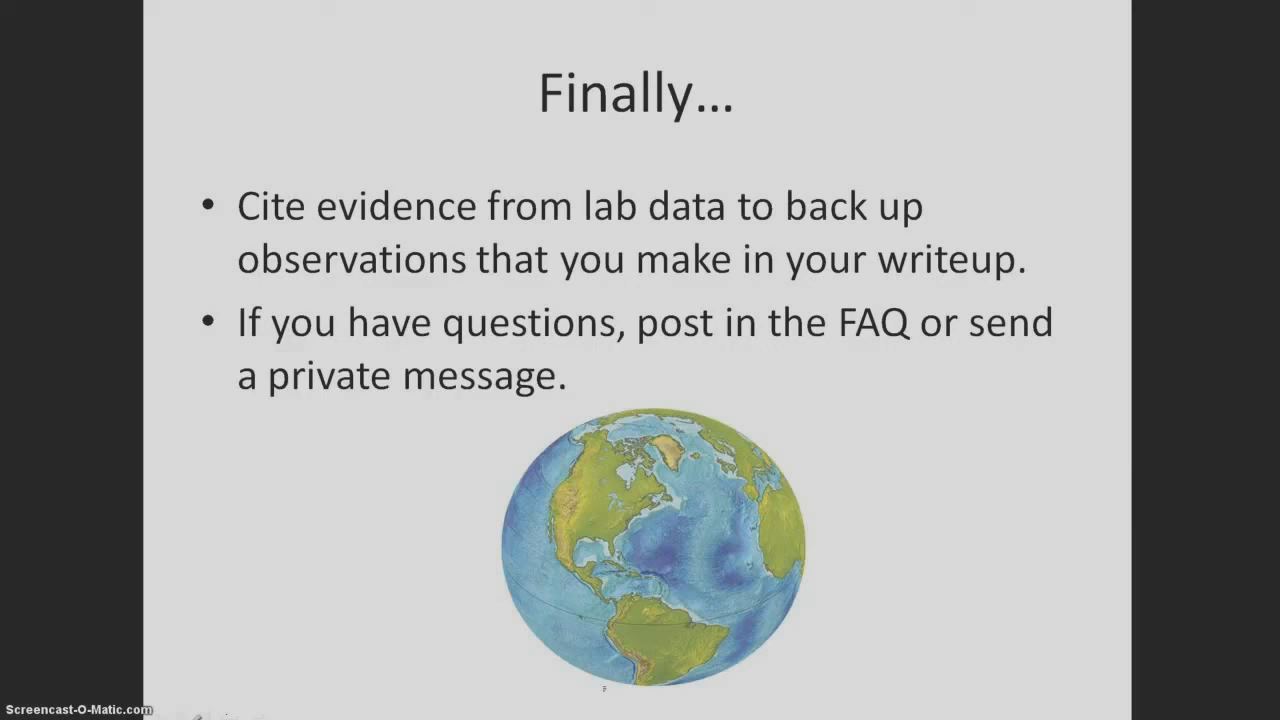 Finally...
• Cite evidence from lab data to back up
observations that you make in your writeup.
• If you have questions, post in the FAQ or send
a private message.
Screencast-O-Matic.com